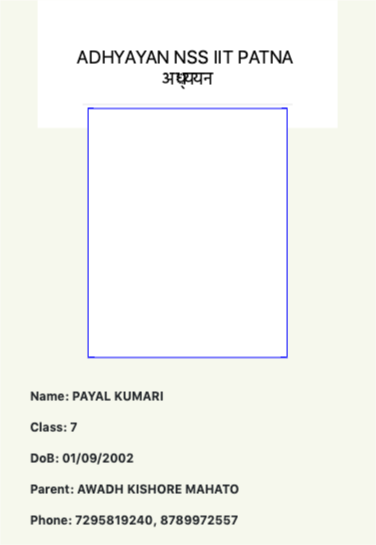 ADHYAYAN NSS IIT PATNA
अध्ययन
Name: PAYAL KUMARI
Class: 7
DoB: 01/09/2002
Parent: AWADH KISHORE MAHATO
Phone: 7295819240, 8789972557